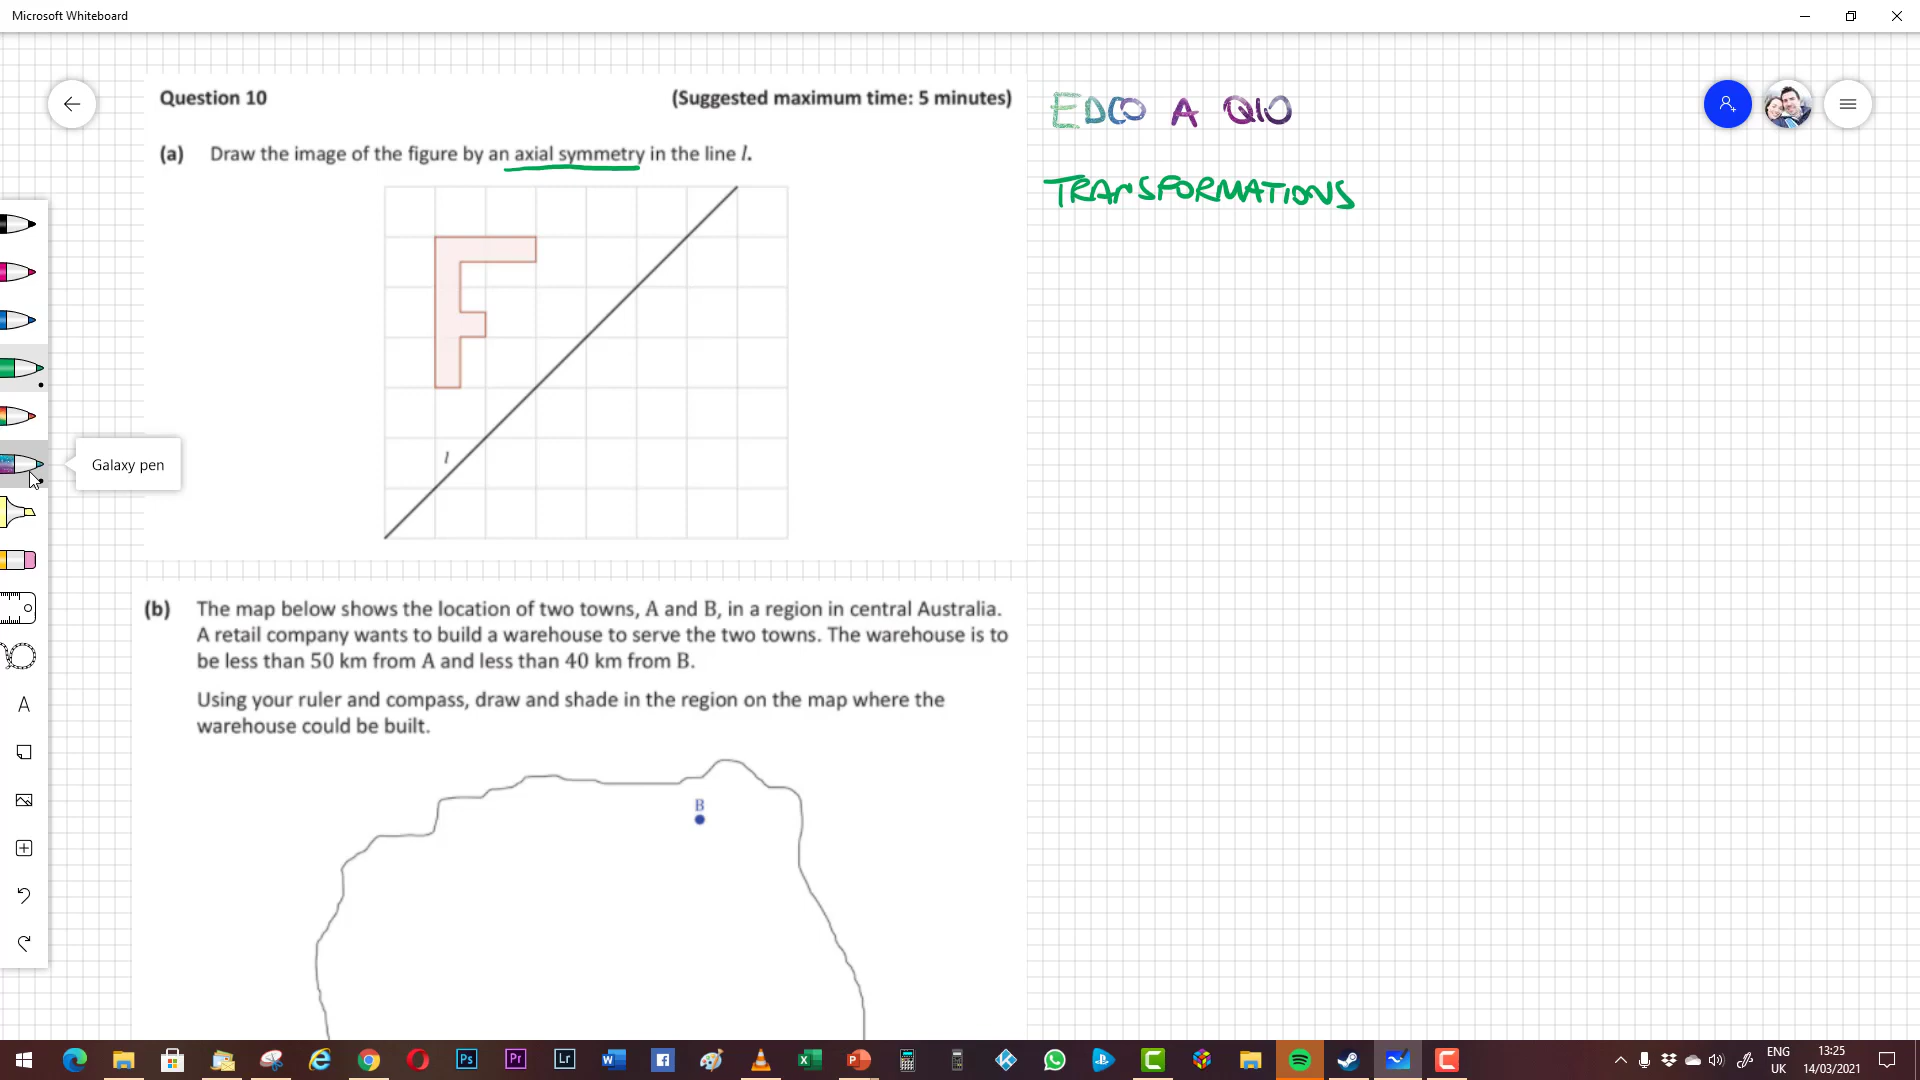 Microsoft Whiteboard
Question 10
(Suggested maximum time: 5 minutes)
EDCO A Q10
(a) Draw the image of the figure by an axial symmetry in the line l.
TRANSFORMATIONS
l
Galaxy pen
(b) The map below shows the location of two towns, A and B, in a region in central Australia.
A retail company wants to build a warehouse to serve the two towns. The warehouse is to
be less than 50 km from A and less than 40 km from B.
Using your ruler and compass, draw and shade in the region on the map where the
warehouse could be built.
B
A
Ps
Pr
Lr
ENG
UK
13:25
14/03/2021